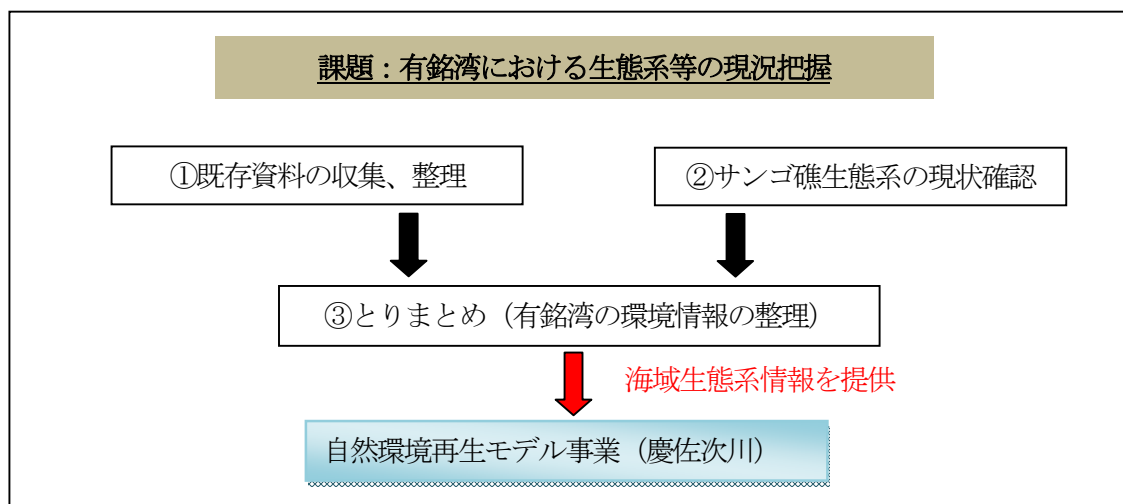 課題：有銘湾における生態系等の現況把握
①既存資料の収集、整理
②サンゴ礁生態系の現状確認
③とりまとめ（有銘湾の環境情報の整理）
海域生態系情報を提供
自然環境再生モデル事業（慶佐次川）